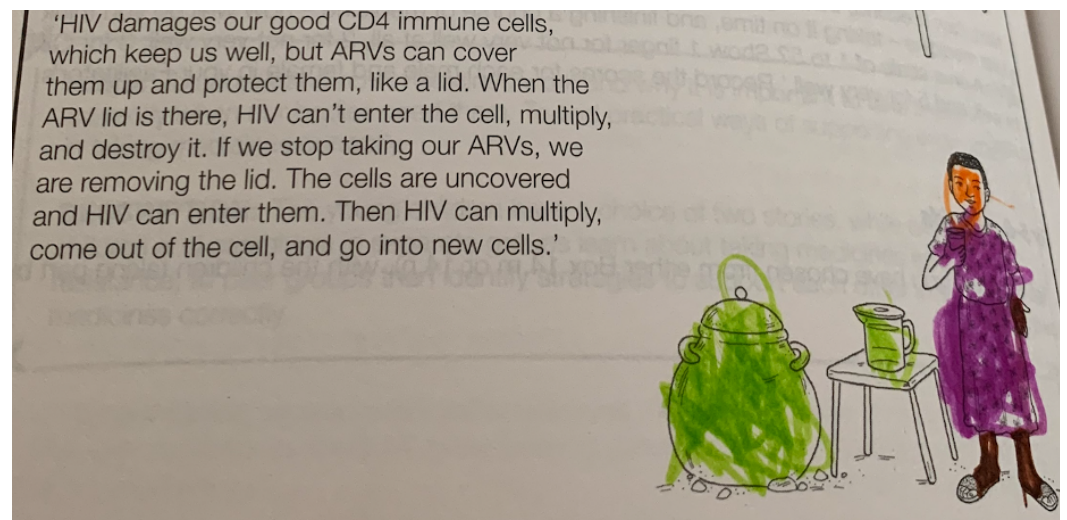 'HIV damages our good CD4 immune cells,
which keep us well, but ARVs can cover
them up and protect them, like a lid. When the
ARV lid is there, HIV can't enter the cell, multiply,
and destroy it. If we stop taking our ARVs, we
are removing the lid. The cells are uncovered
and HIV can enter them. Then HIV can multiply,
come out of the cell, and go into new cells.'